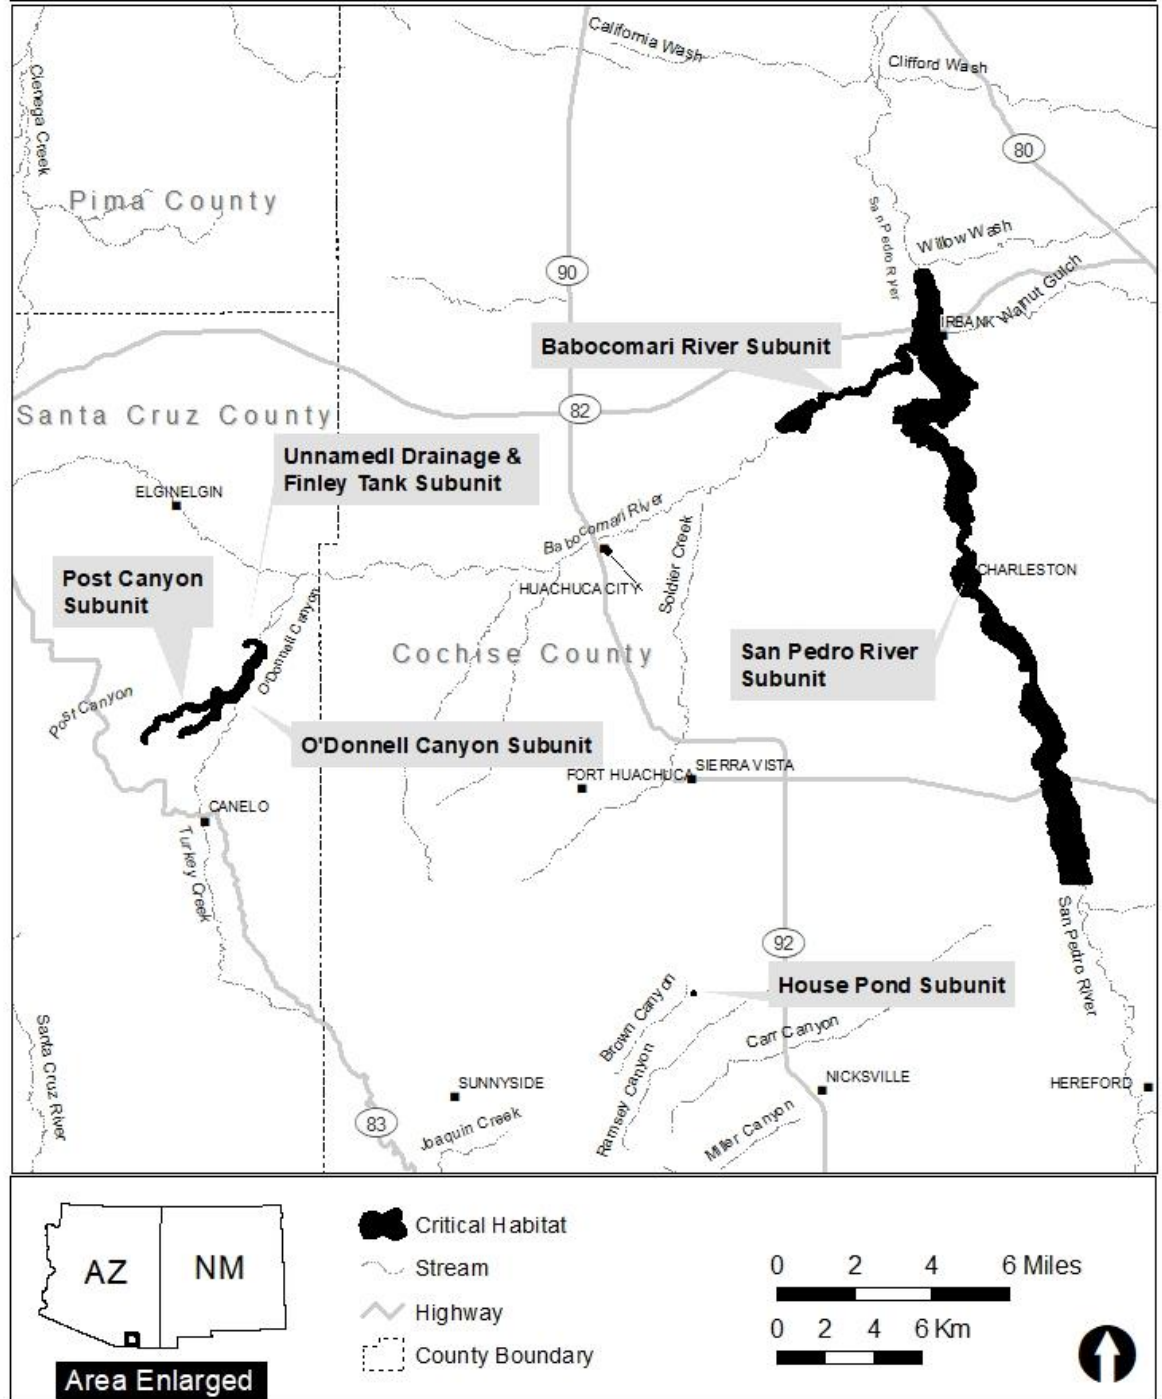 California Wash
Clifford Wash
Cienega Creek
80
Pima County
San Pedro River
Willow Wash
90
Walnut Gulch
IRBANK
Babocomari River Subunit
82
Santa Cruz County
Unnamedl Drainage &
Finley Tank Subunit
ELGINELGIN
Babocomari River
Soldier Creek
Post Canyon
Subunit
HUACHUCA CITY
CHARLESTON
O'Donnell Canyon
Cochise County
San Pedro River
Subunit
Post Canyon
O'Donnell Canyon Subunit
FORT HUACHUCA
SIERRA VISTA
CANELO
Turkey Creek
San Pedro River
92
House Pond Subunit
Brown Canyon
Carr Canyon
Santa Cruz River
Ramsey Canyon
SUNNYSIDE
NICKSVILLE
HEREFORD
83
Joaquin Creek
Miller Canyon
AZ
NM
Area Enlarged
Critical Habitat
Stream
Highway
County Boundary
0 2 4 6 Miles
0 2 4 6 Km